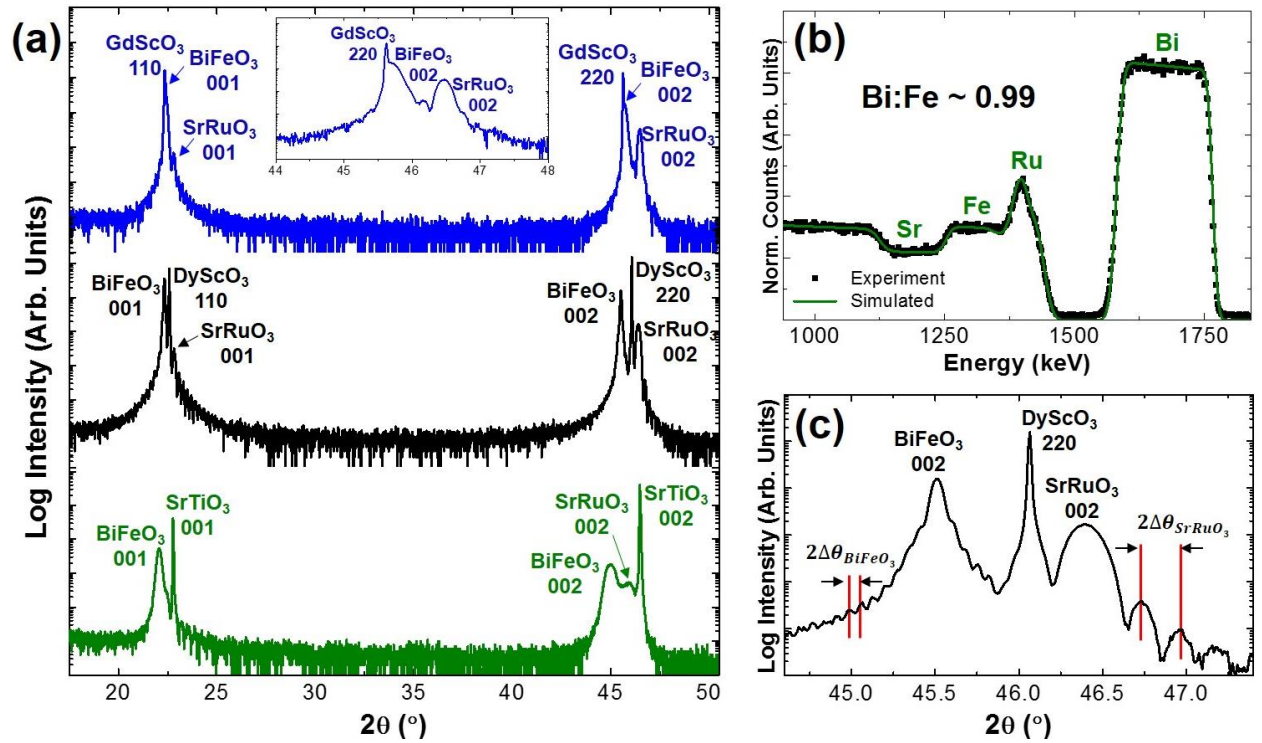 (a)
Log Intensity (Arb. Units)
GdScO₃
110
BiFeO₃
001
SrRuO₃
001
GdScO₃
220
BiFeO₃
002
SrRuO₃
002
44 45 46 47 48
GdScO₃
220
BiFeO₃
002
SrRuO₃
002
BiFeO₃
001
DyScO₃
110
SrRuO₃
001
BiFeO₃
002
DyScO₃
220
SrRuO₃
002
BiFeO₃
001
SrTiO₃
001
SrRuO₃
002
BiFeO₃
002
SrTiO₃
002
20 25 30 35 40 45 50
2θ (°)
(b)
Norm. Counts (Arb. Units)
Bi:Fe ~ 0.99
Bi
Ru
Fe
Sr
Experiment
Simulated
1000 1250 1500 1750
Energy (keV)
(c)
Log Intensity (Arb. Units)
BiFeO₃
002
DyScO₃
220
SrRuO₃
002
2Δθ_BiFeO₃
2Δθ_SrRuO₃
45.0 45.5 46.0 46.5 47.0
2θ (°)